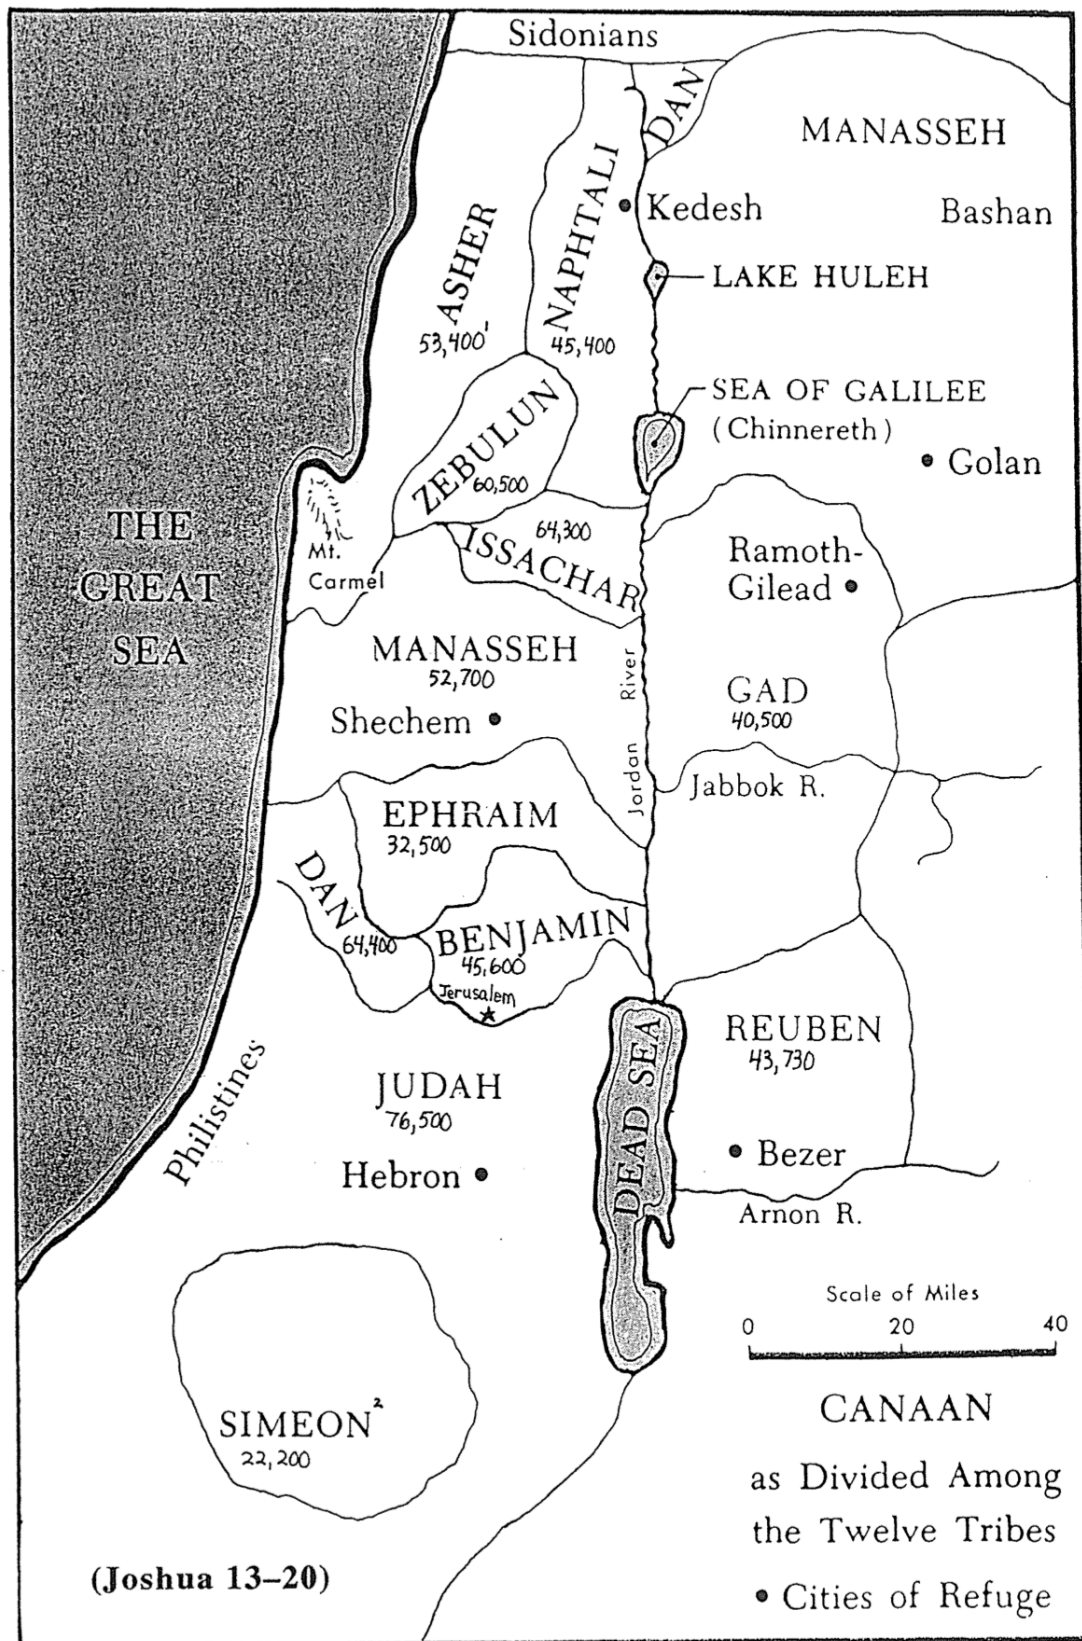 Sidonians
DAN
MANASSEH
NAPHTALI
45,400
Kedesh
Bashan
ASHER
53,400¹
LAKE HULEH
SEA OF GALILEE
(Chinnereth)
ZEBULUN
60,500
Golan
THE
GREAT
SEA
Mt.
Carmel
64,300
ISSACHAR
Ramoth-
Gilead
MANASSEH
52,700
Shechem
Jordan River
GAD
40,500
Jabbok R.
EPHRAIM
32,500
DAN
64,400
BENJAMIN
45,600
Jerusalem
REUBEN
43,730
DEAD SEA
Philistines
JUDAH
76,500
Hebron
Bezer
Arnon R.
SIMEON²
22,200
Scale of Miles
0 20 40
CANAAN
as Divided Among
the Twelve Tribes
• Cities of Refuge
(Joshua 13–20)